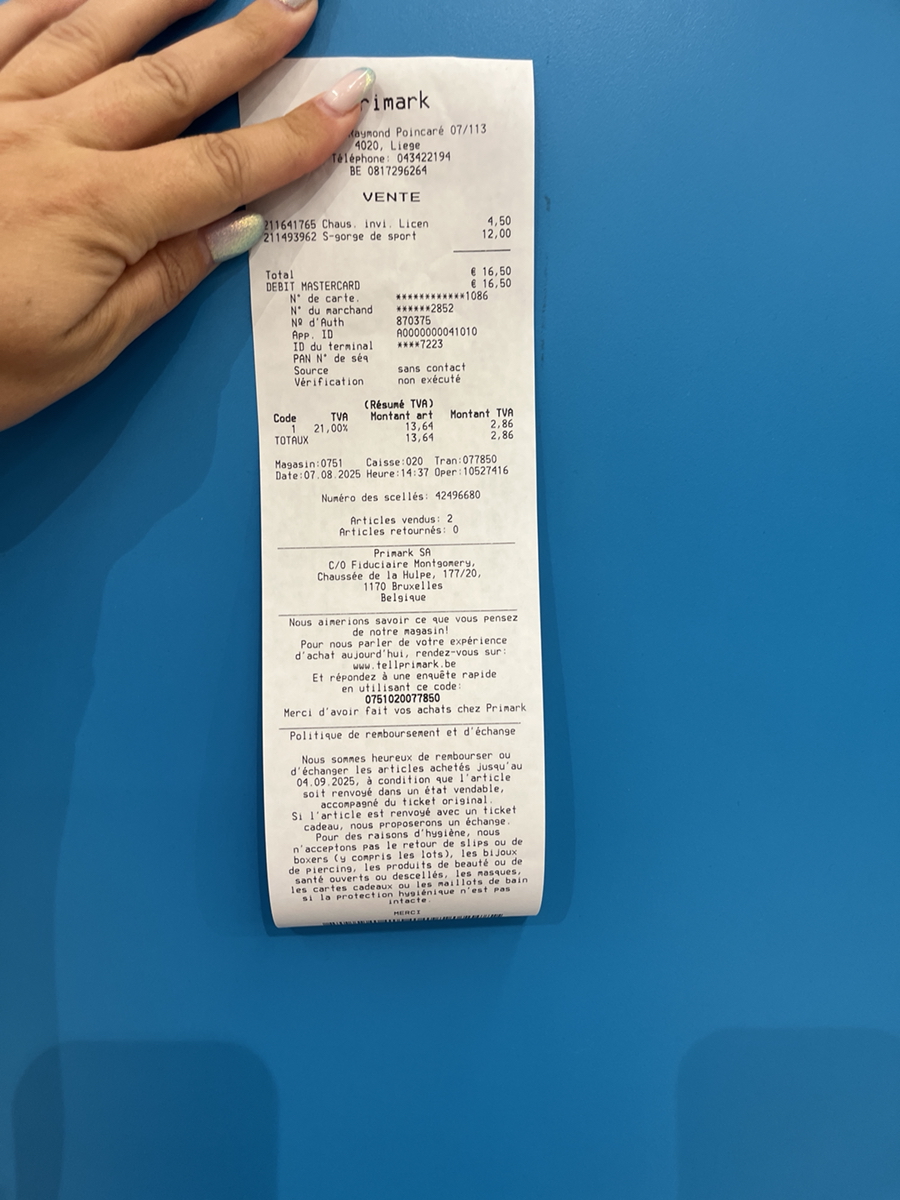 rimark
Raymond Poincaré 07/113
4020, Liege
Téléphone: 043422194
BE 0817296264
VENTE
211641765 Chaus. invi. Licen 4,50
211493962 S-gorge de sport 12,00
Total € 16,50
DEBIT MASTERCARD € 16,50
N° de carte. ************1086
N° du marchand ******2852
Nº d'Auth 870375
App. ID A0000000041010
ID du terminal ****7223
PAN N° de séq
Source sans contact
Vérification non exécuté
(Résumé TVA)
Code TVA Montant art Montant TVA
1 21,00% 13,64 2,86
TOTAUX 13,64 2,86
Magasin:0751 Caisse:020 Tran:077850
Date:07.08.2025 Heure:14:37 Oper:10527416
Numéro des scellés: 42496680
Articles vendus: 2
Articles retournés: 0
Primark SA
C/O Fiduciaire Montgomery,
Chaussée de la Hulpe, 177/20,
1170 Bruxelles
Belgique
Nous aimerions savoir ce que vous pensez
de notre magasin!
Pour nous parler de votre expérience
d'achat aujourd'hui, rendez-vous sur:
www.tellprimark.be
Et répondez à une enquête rapide
en utilisant ce code:
0751020077850
Merci d'avoir fait vos achats chez Primark
Politique de remboursement et d'échange
Nous sommes heureux de rembourser ou
d'échanger les articles achetés jusqu'au
04.09.2025, à condition que l'article
soit renvoyé dans un état vendable,
accompagné du ticket original.
Si l'article est renvoyé avec un ticket
cadeau, nous proposerons un échange.
Pour des raisons d'hygiène, nous
n'acceptons pas le retour de slips ou de
boxers (y compris les lots), les bijoux
de piercing, les produits de beauté ou de
santé ouverts ou descellés, les masques,
les cartes cadeaux ou les maillots de bain
si la protection hygiénique n'est pas
intacte.
MERCI